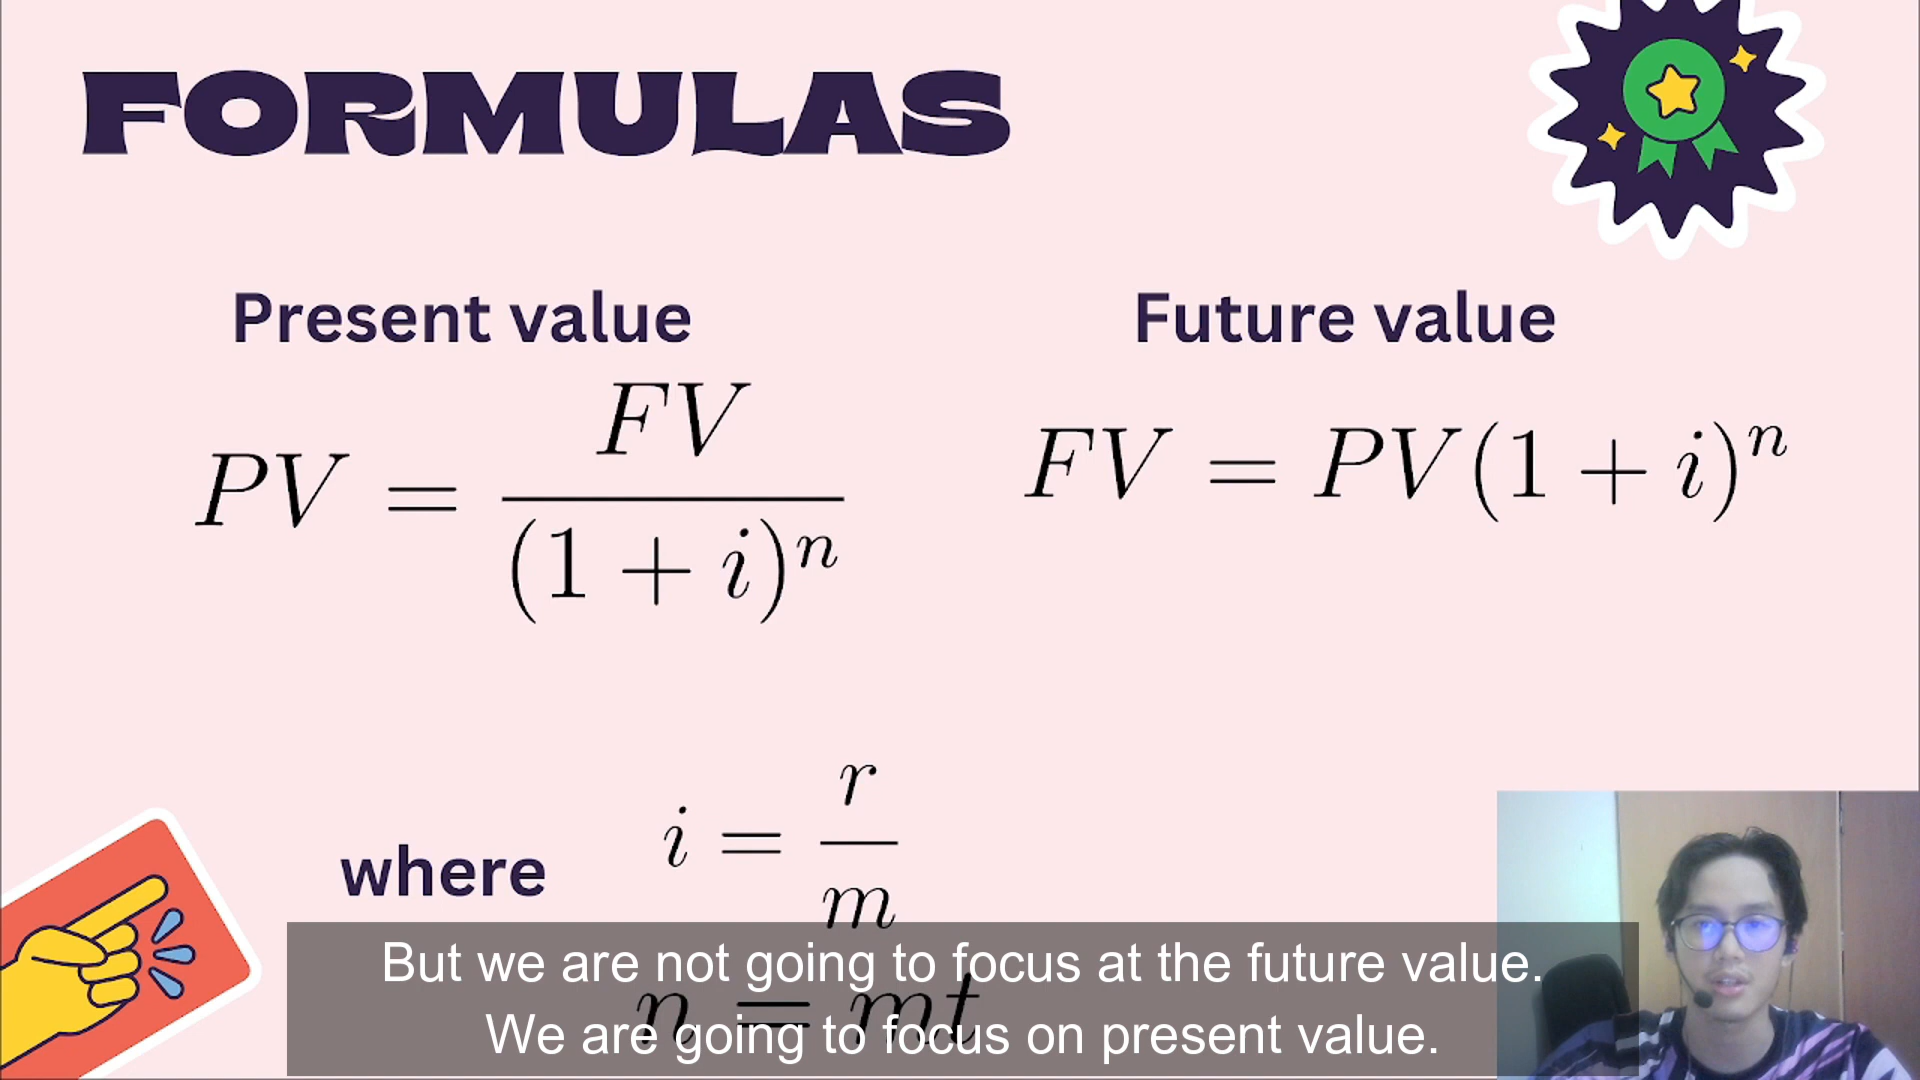 FORMULAS
Present value
PV = FV / (1 + i)^n
Future value
FV = PV(1 + i)^n
where
i = r / m
n = mt
But we are not going to focus at the future value.
We are going to focus on present value.